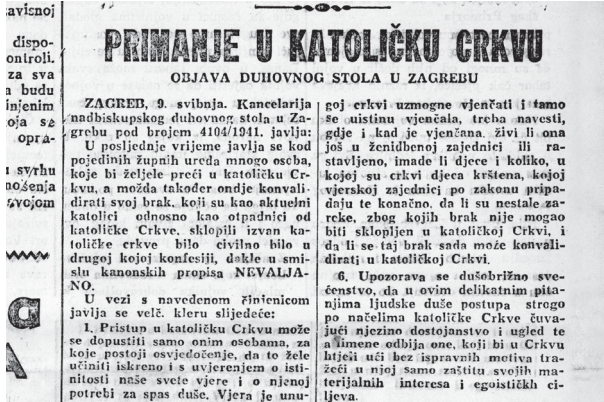 avisnoj
dispo-
ontroli.
za sva
a budu
injenim
oja se
opra-
u svrhu
nošenja
svojom
PRIMANJE U KATOLIČKU CRKVU
OBJAVA DUHOVNOG STOLA U ZAGREBU
ZAGREB, 9. svibnja. Kancelarija
nadbiskupskog duhovnog stola u Za-
grebu pod brojem 4104/1941. javlja:
U posljednje vrijeme javlja se kod
pojedinih župnih ureda mnogo osoba,
koje bi željele preći u katoličku Cr-
kvu, a možda također ondje konvali-
dirati svoj brak, koji su kao aktuelni
katolici odnosno kao otpadnici od
katoličke Crkve, sklopili izvan ka-
toličke crkve bilo civilno bilo u
drugoj kojoj konfesiji, dakle u smi-
slu kanonskih propisa NEVALJA-
NO.
U vezi s navedenom činjenicom
javlja se velč. kleru slijedeće:
1. Pristup u katoličku Crkvu može
se dopustiti samo onim osobama, za
koje postoji osvjedočenje, da to žele
učiniti iskreno i s uvjerenjem o isti-
nitosti naše svete vjere i o njenoj
potrebi za spas duše. Vjera je unu-
goj crkvi uzmogne vjenčati i tamo
se uistinu vjenčala, treba navesti,
gdje i kad je vjenčana, živi li ona
još u ženidbenoj zajednici ili ra-
stavljeno, imade li djece i koliko, u
kojoj su crkvi djeca krštena, kojoj
vjerskoj zajednici po zakonu pripa-
daju te konačno, da li su nestale za-
reke, zbog kojih brak nije mogao
biti sklopljen u katoličkoj Crkvi, i
da li se taj brak sada može konvali-
dirati u katoličkoj Crkvi.
6. Upozorava se dušobrižno sve-
ćenstvo, da u ovim delikatnim pita-
njima ljudske duše postupa strogo
po načelima katoličke Crkve čuva-
jući njezino dostojanstvo i ugled te
a limene odbija one, koji bi u Crkvu
htjeli ući bez ispravnih motiva tra-
žeći u njoj samo zaštitu svojih ma-
terijalnih interesa i egoističkih ci-
ljeva.